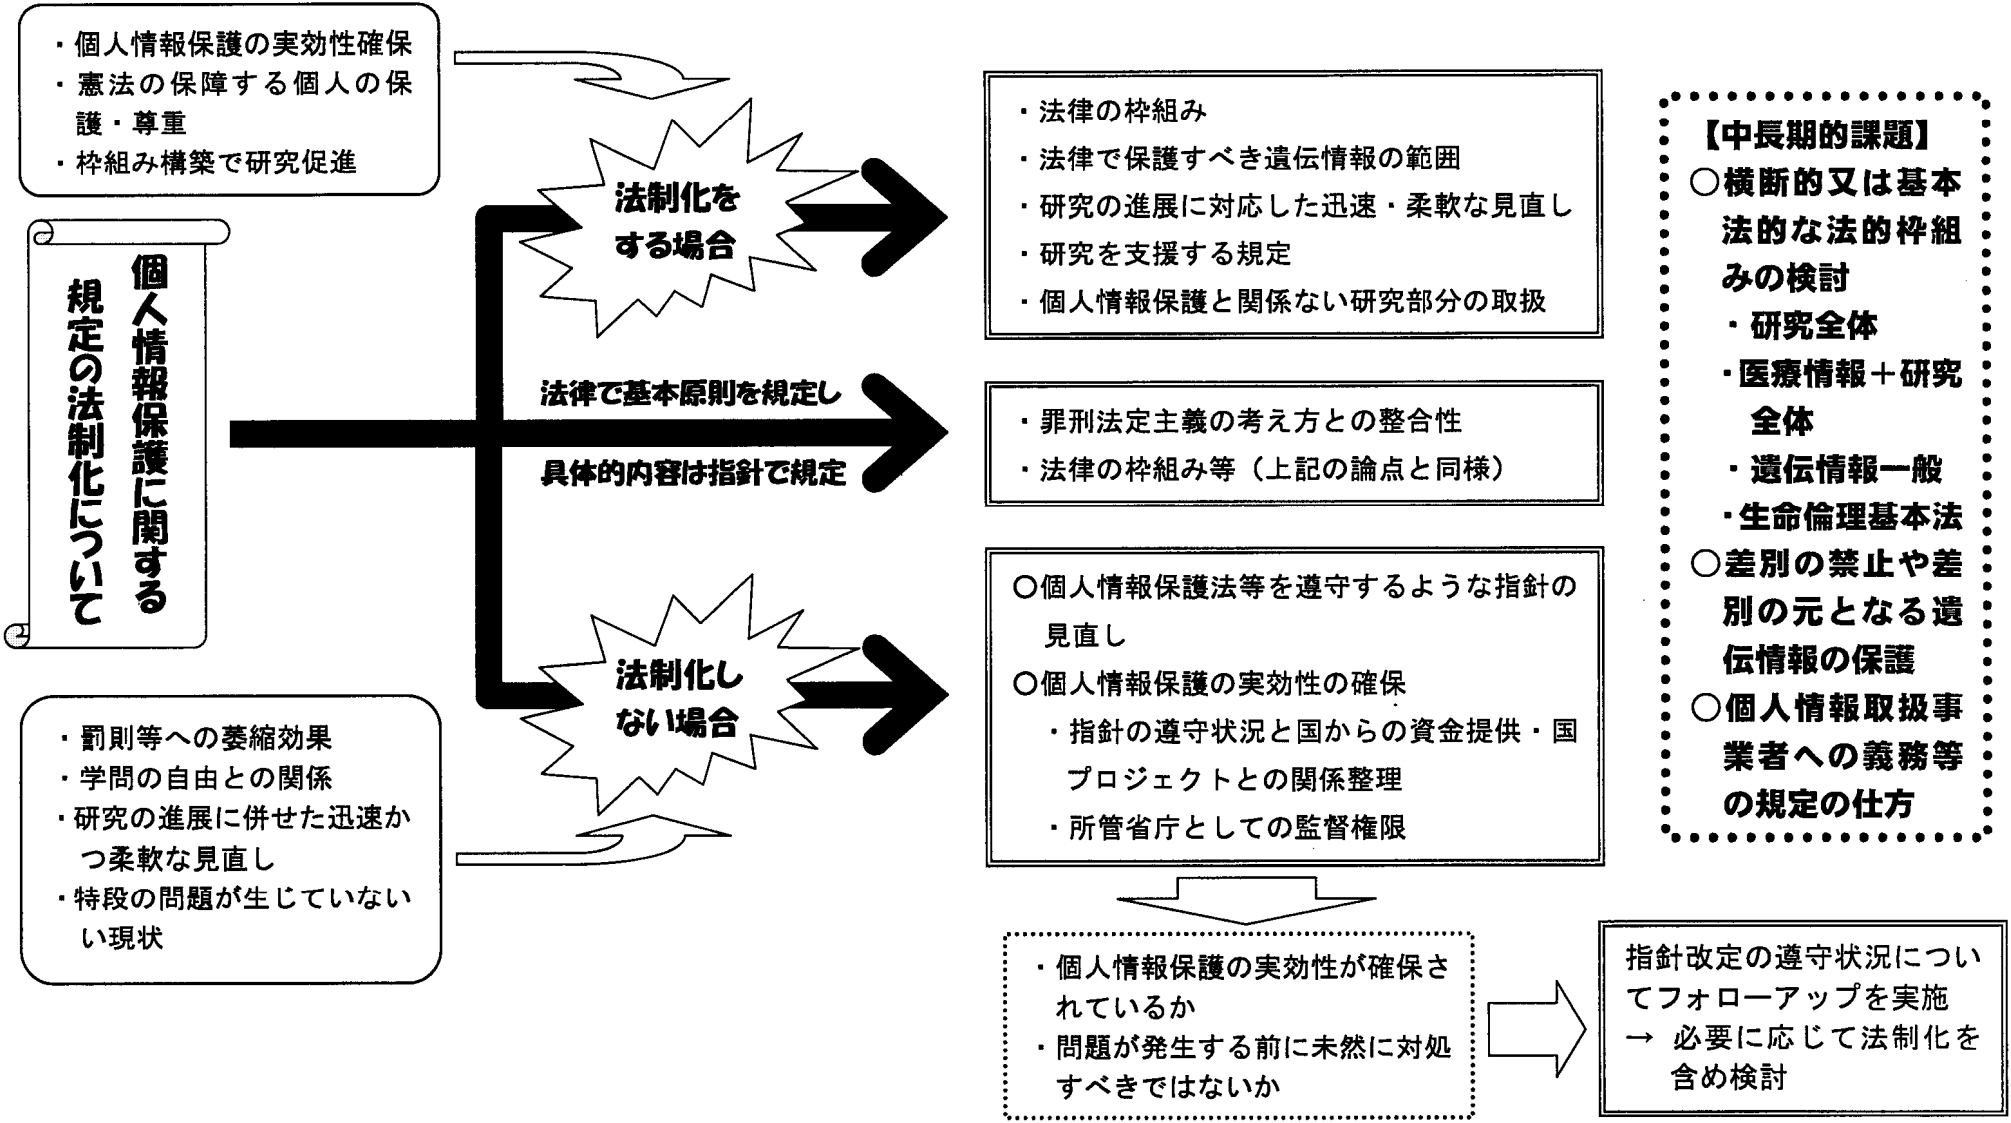 ・個人情報保護の実効性確保
・憲法の保障する個人の保
護・尊重
・枠組み構築で研究促進
個人情報保護に関する
規定の法制化について
・罰則等への萎縮効果
・学問の自由との関係
・研究の進展に併せた迅速か
つ柔軟な見直し
・特段の問題が生じていない
い現状
法制化を
する場合
法律で基本原則を規定し
具体的内容は指針で規定
法制化し
ない場合
・法律の枠組み
・法律で保護すべき遺伝情報の範囲
・研究の進展に対応した迅速・柔軟な見直し
・研究を支援する規定
・個人情報保護と関係ない研究部分の取扱
・罪刑法定主義の考え方との整合性
・法律の枠組み等（上記の論点と同様）
○個人情報保護法等を遵守するような指針の
見直し
○個人情報保護の実効性の確保
・指針の遵守状況と国からの資金提供・国
プロジェクトとの関係整理
・所管省庁としての監督権限
・個人情報保護の実効性が確保さ
れているか
・問題が発生する前に未然に対処
すべきではないか
指針改定の遵守状況につい
てフォローアップを実施
→ 必要に応じて法制化を
含め検討
【中長期的課題】
○横断的又は基本
法的な法的枠組
みの検討
・研究全体
・医療情報＋研究
全体
・遺伝情報一般
・生命倫理基本法
○差別の禁止や差
別の元となる遺
伝情報の保護
○個人情報取扱事
業者への義務等
の規定の仕方